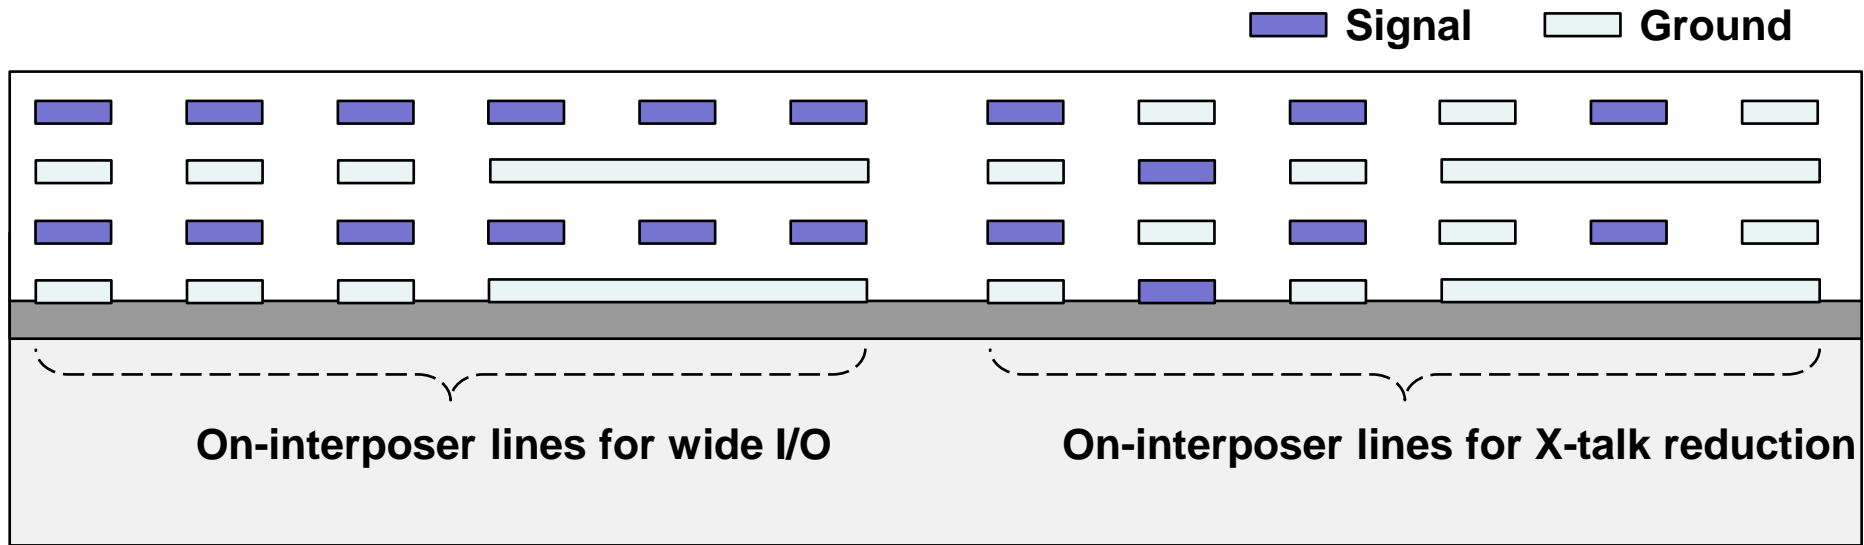 Signal Ground
On-interposer lines for wide I/O
On-interposer lines for X-talk reduction